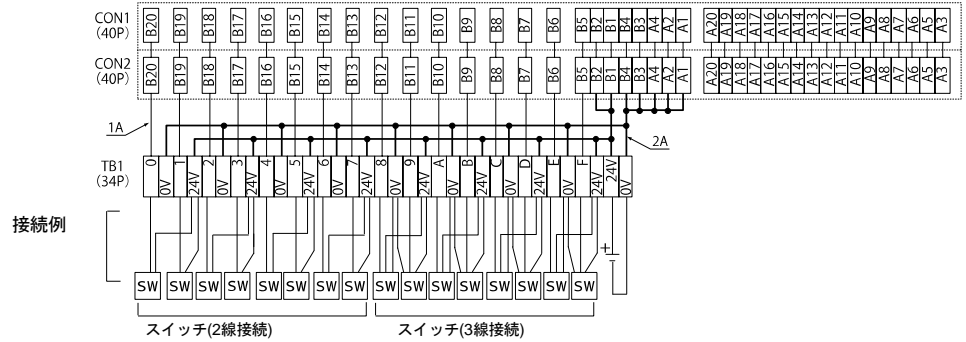 CON1 B20 B19 B18 B17 B16 B15 B14 B13 B12 B11 B10 B9 B8 B7 B6 B5 B2 B1 B4 B3 A4 A2 A1 A20 A19 A18 A17 A16 A15 A14 A13 A12 A11 A10 A9 A8 A7 A6 A5 A3
(40P)
CON2 B20 B19 B18 B17 B16 B15 B14 B13 B12 B11 B10 B9 B8 B7 B6 B5 B2 B1 B4 B3 A4 A2 A1 A20 A19 A18 A17 A16 A15 A14 A13 A12 A11 A10 A9 A8 A7 A6 A5 A3
(40P)
1A
2A
TB1 0 0V 1 24V 2 0V 3 24V 4 0V 5 24V 6 0V 7 24V 8 0V 9 24V A 0V B 24V C 0V D 24V E 0V F 24V 24V 0V
(34P)
接続例
+
SW SW SW SW SW SW SW SW SW SW SW SW SW SW SW SW
スイッチ(2線接続) スイッチ(3線接続)